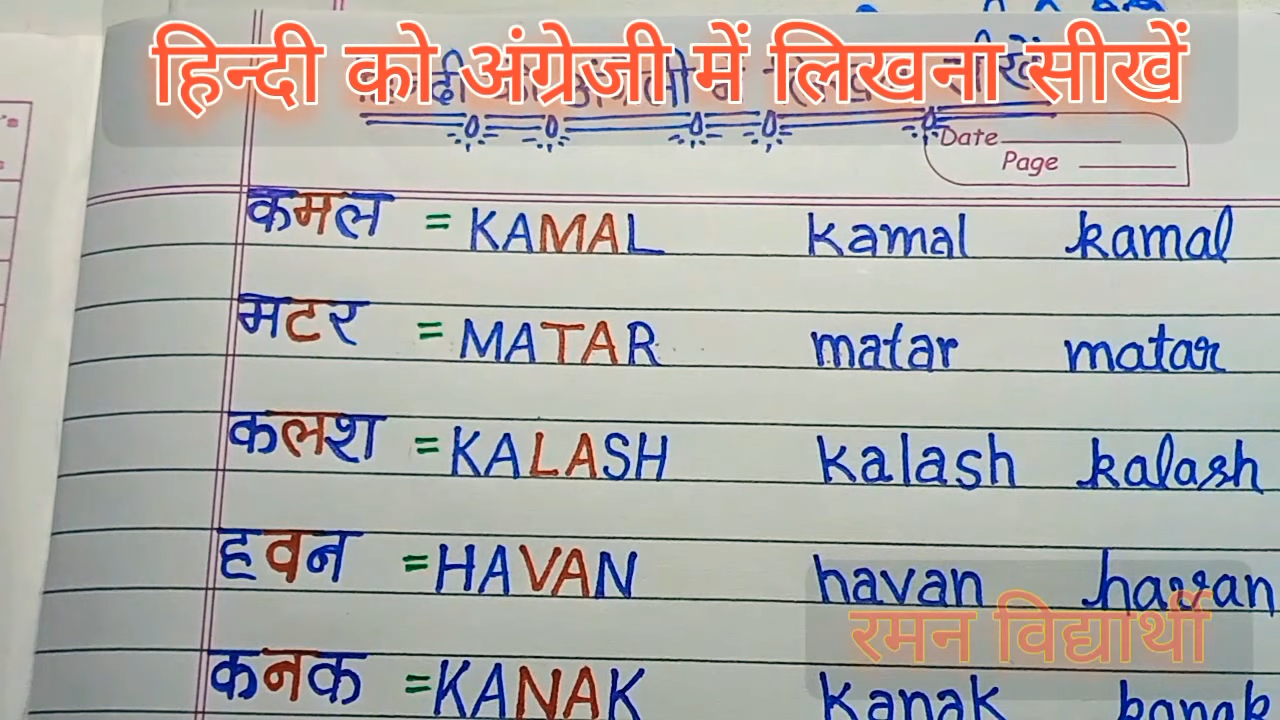 हिन्दी को अंग्रेजी में लिखना सीखें
Date
Page
कमल = KAMAL kamal kamal
मटर = MATAR matar matar
कलश = KALASH kalash kalash
हवन = HAVAN havan havan
रमन विद्यार्थी
कनक = KANAK kanak kanak